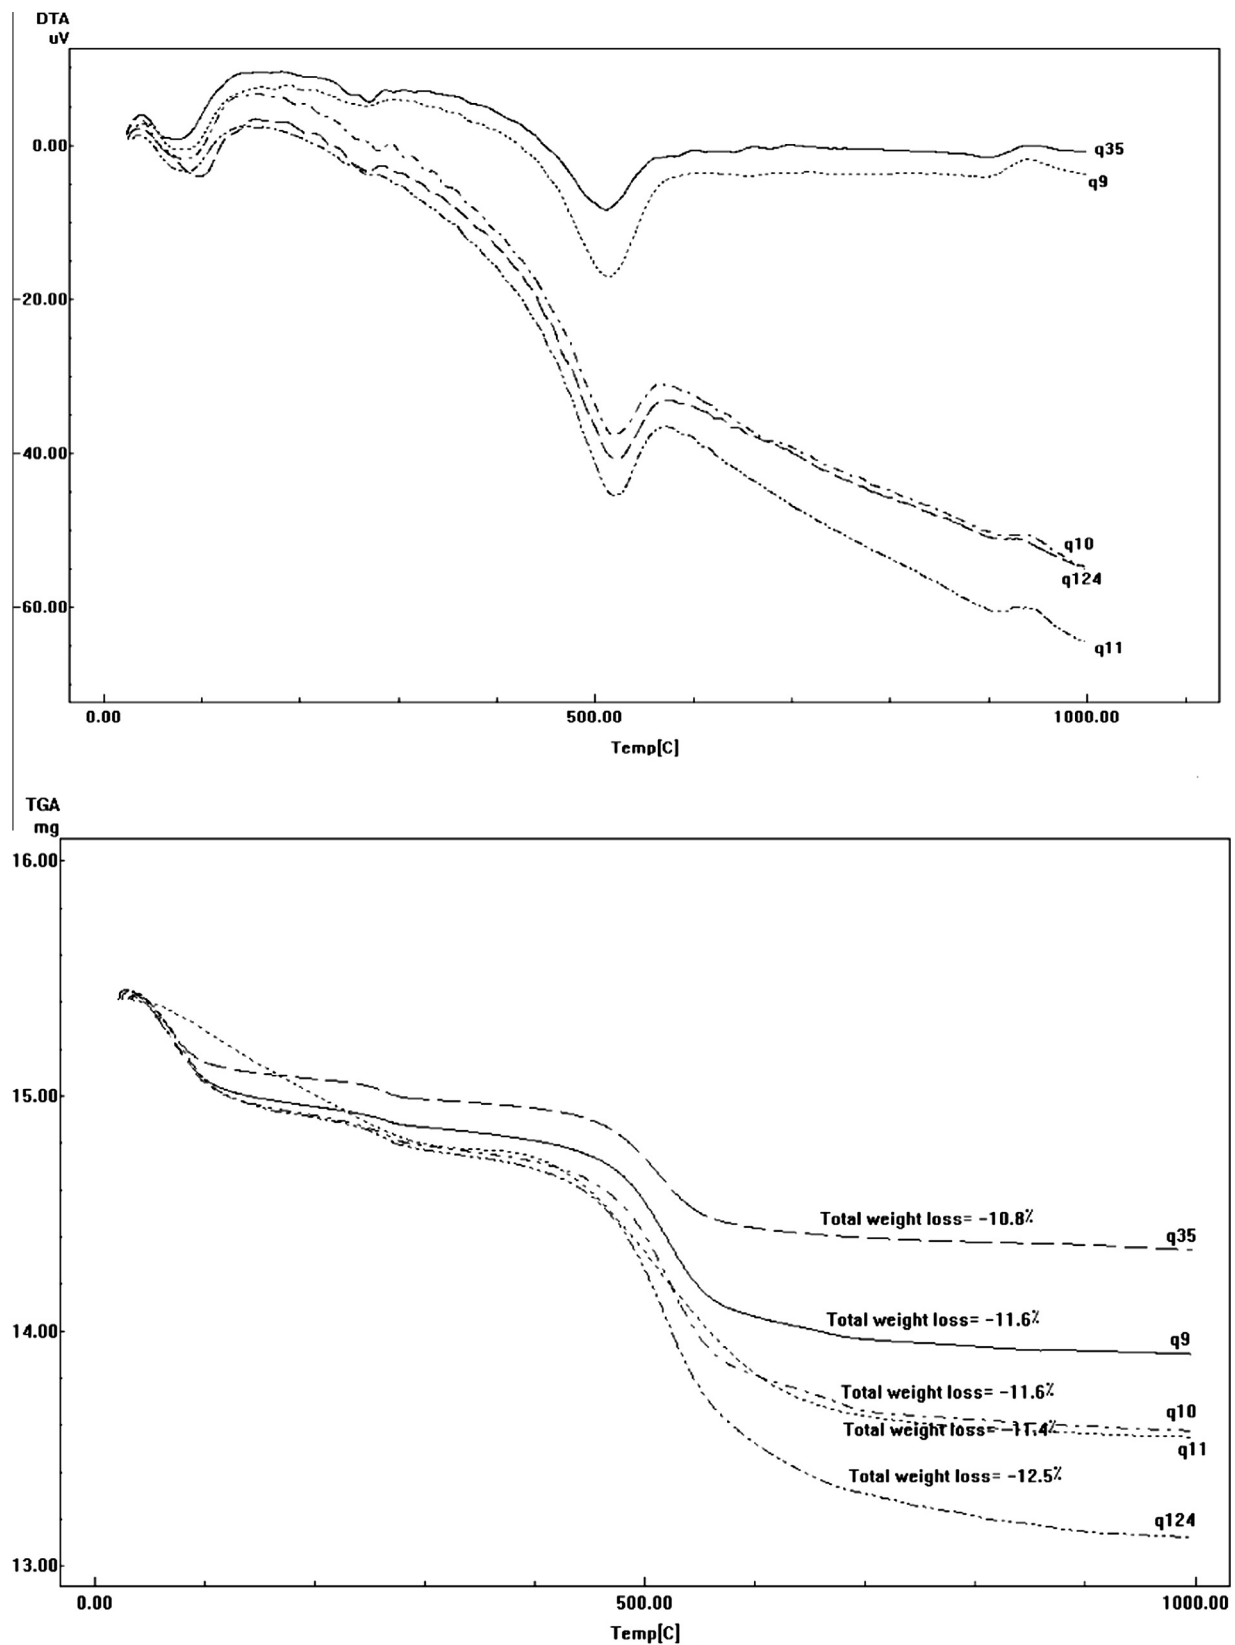 DTA
uV
0.00
-20.00
-40.00
-60.00
q35
q9
q10
q124
q11
0.00 500.00 1000.00
Temp[C]
TGA
mg
16.00
15.00
14.00
13.00
Total weight loss= -10.8%
q35
Total weight loss= -11.6%
q9
Total weight loss= -11.6%
q10
Total weight loss= -11.4%
q11
Total weight loss= -12.5%
q124
0.00 500.00 1000.00
Temp[C]